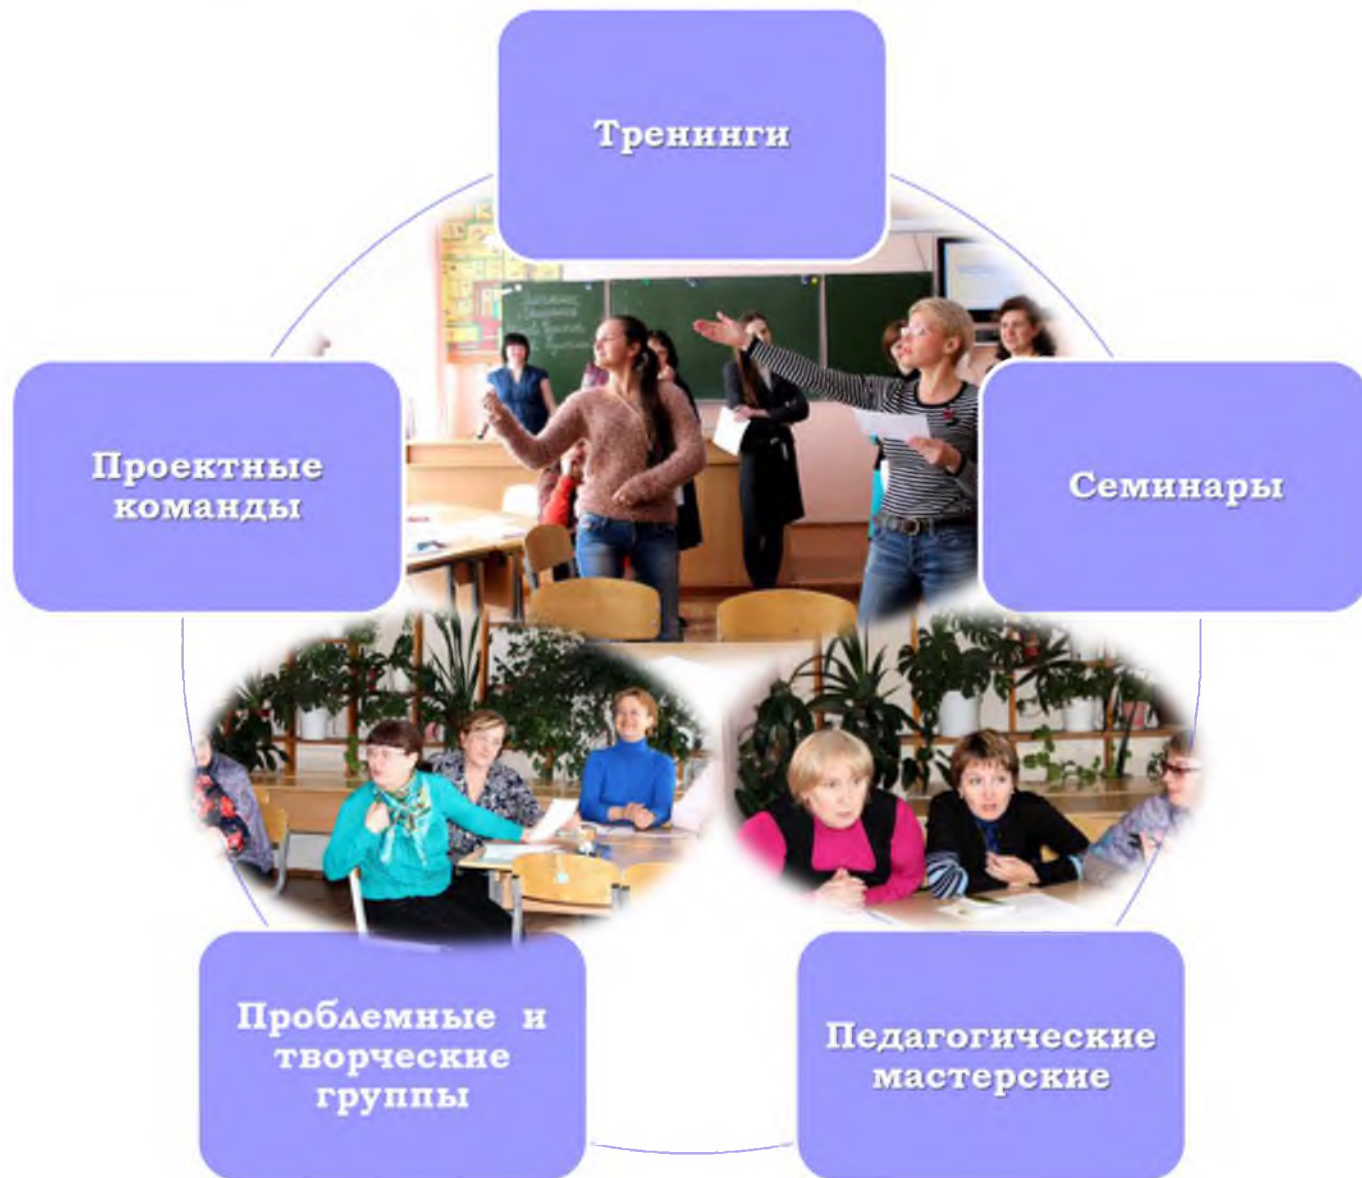 Тренинги
Проектные
команды
Семинары
Проблемные и
творческие
группы
Педагогические
мастерские